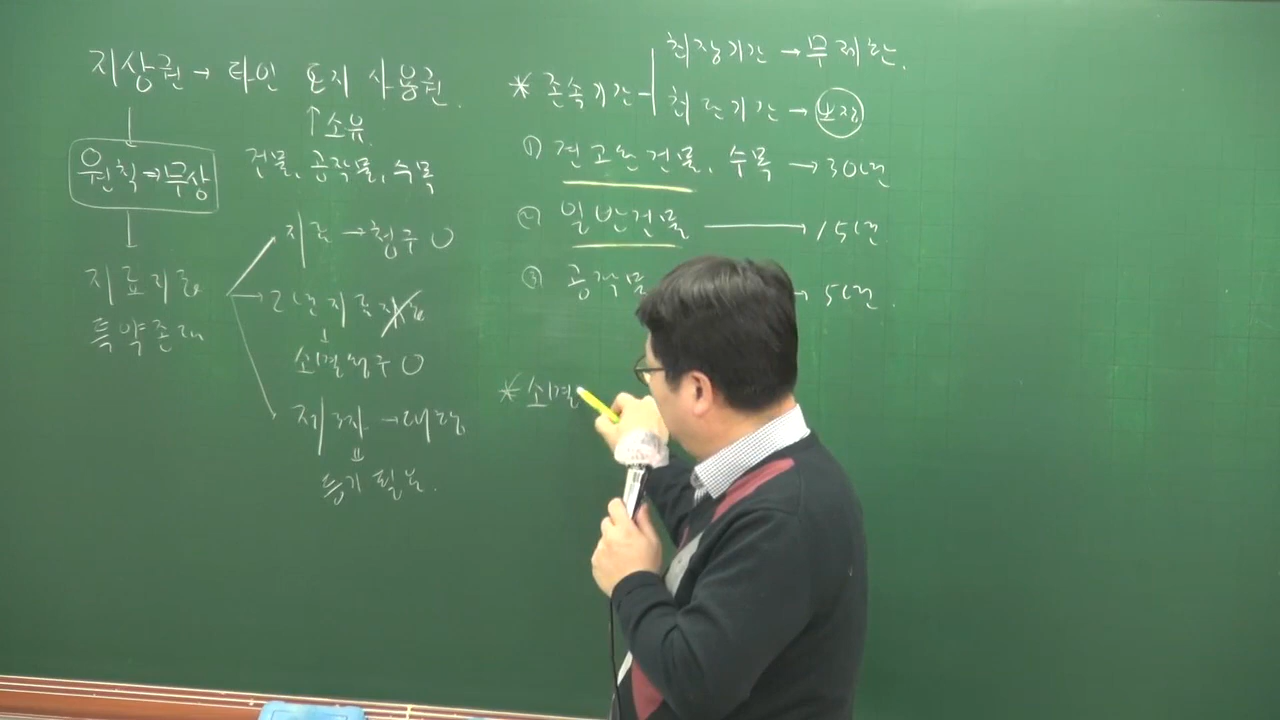 지상권 → 타인 토지 사용권.
↑소유.
건물, 공작물, 수목
원칙→무상
지료지급
특약존재
지료 → 청구 O
2년지료지급
↓
소멸청구 O
제3자 → 대항
등기 필요.
* 존속기간
최장기간 → 무제한.
최단기간 → 보장
① 견고한 건물, 수목 → 30년
② 일반건물 → 15년
③ 공작물 → 5년.
* 소멸